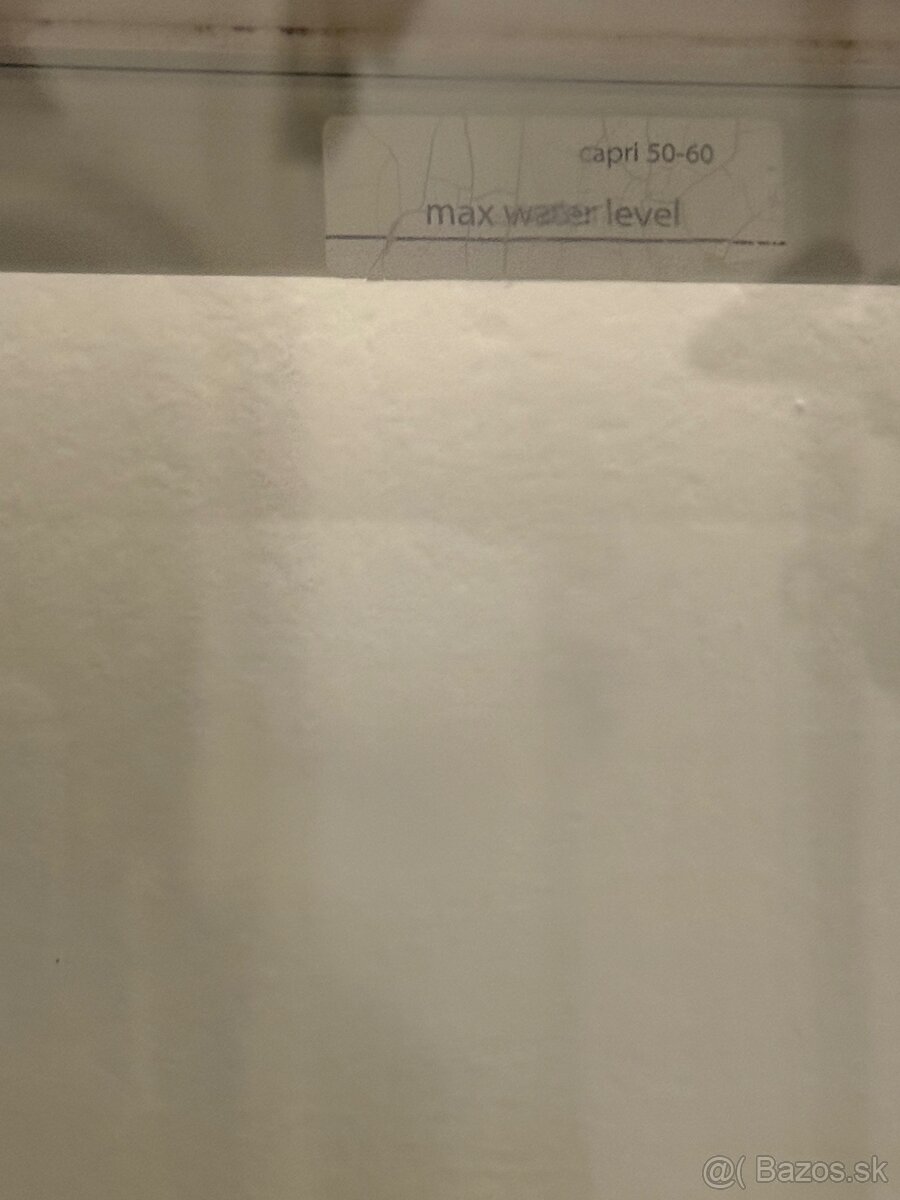 capri 50-60
max water level
@( Bazos.sk